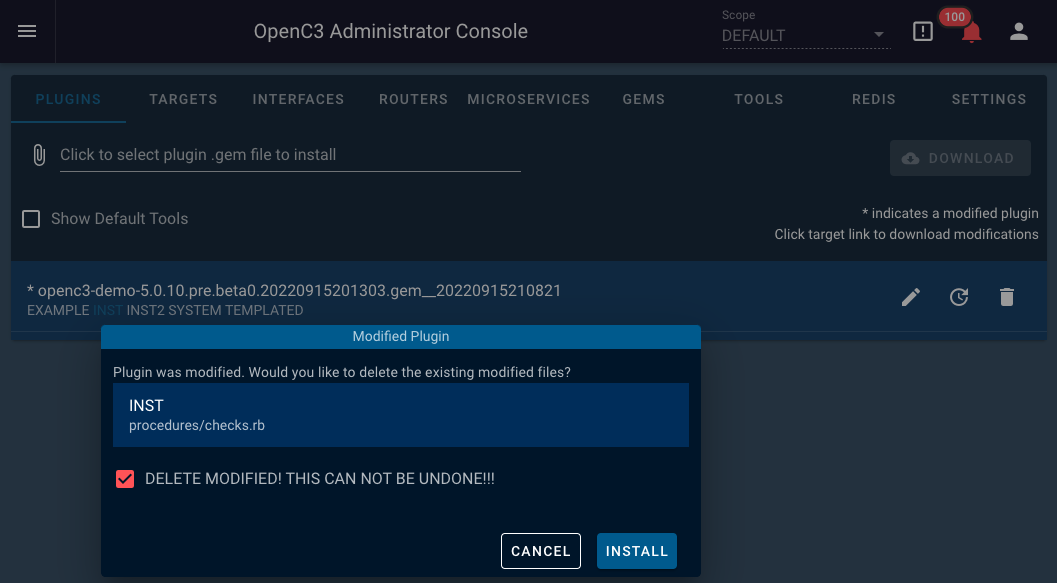 OpenC3 Administrator Console
Scope
DEFAULT
100
PLUGINS TARGETS INTERFACES ROUTERS MICROSERVICES GEMS TOOLS REDIS SETTINGS
Click to select plugin .gem file to install
DOWNLOAD
Show Default Tools
* indicates a modified plugin
Click target link to download modifications
* openc3-demo-5.0.10.pre.beta0.20220915201303.gem__20220915210821
EXAMPLE INST INST2 SYSTEM TEMPLATED
Modified Plugin
Plugin was modified. Would you like to delete the existing modified files?
INST
procedures/checks.rb
DELETE MODIFIED! THIS CAN NOT BE UNDONE!!!
CANCEL INSTALL